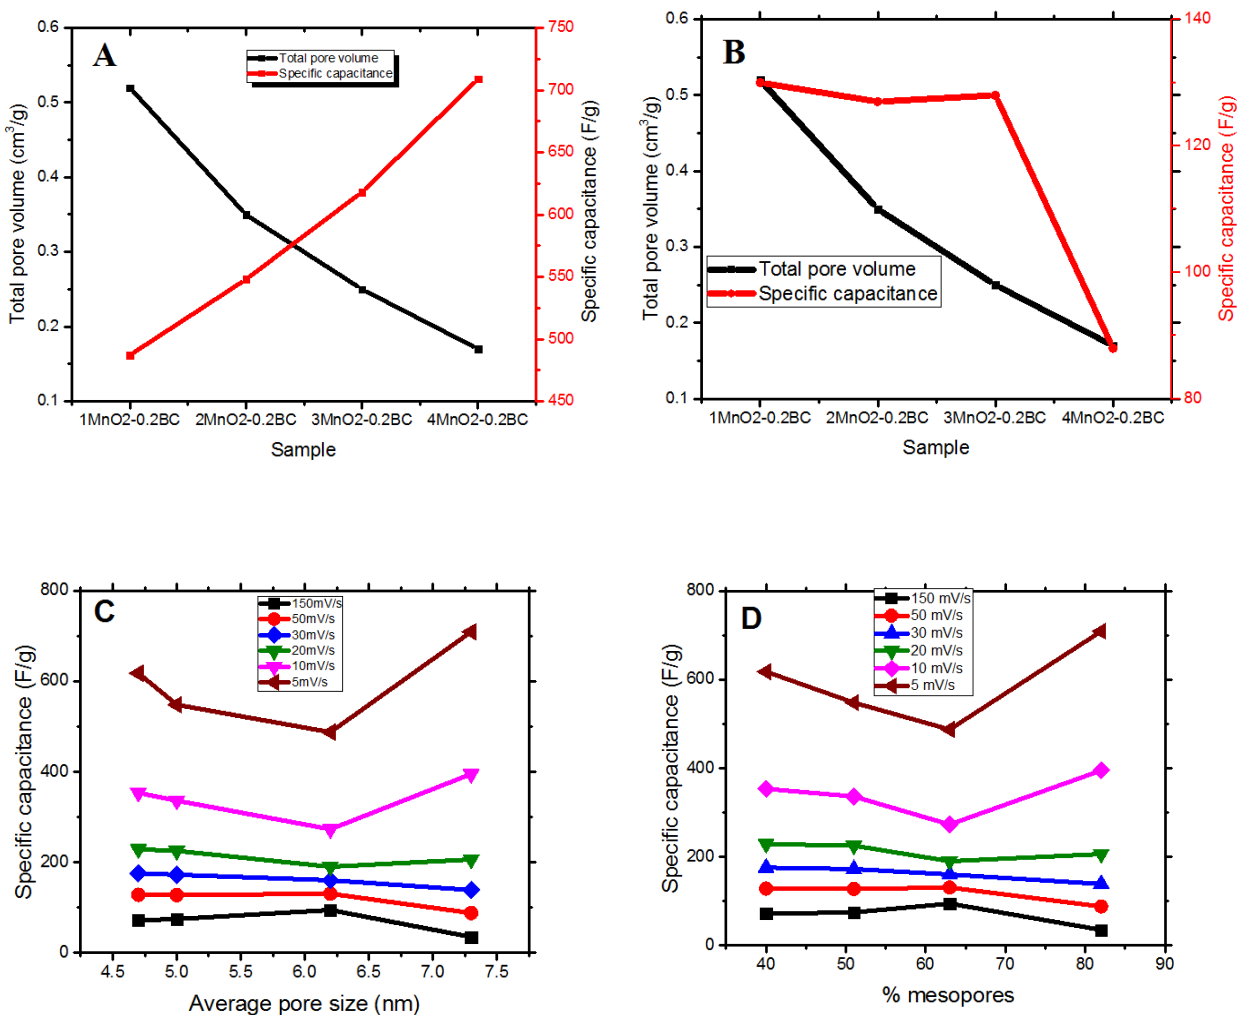 A
Total pore volume
Specific capacitance
0.6
0.5
0.4
0.3
0.2
0.1
Total pore volume (cm³/g)
750
700
650
600
550
500
450
Specific capacitance (F/g)
1MnO2-0.2BC 2MnO2-0.2BC 3MnO2-0.2BC 4MnO2-0.2BC
Sample
B
Total pore volume
Specific capacitance
0.6
0.5
0.4
0.3
0.2
0.1
Total pore volume (cm³/g)
140
120
100
80
Specific capacitance (F/g)
1MnO2-0.2BC 2MnO2-0.2BC 3MnO2-0.2BC 4MnO2-0.2BC
Sample
C
150mV/s
50mV/s
30mV/s
20mV/s
10mV/s
5mV/s
800
600
400
200
0
Specific capacitance (F/g)
4.5 5.0 5.5 6.0 6.5 7.0 7.5
Average pore size (nm)
D
150 mV/s
50 mV/s
30 mV/s
20 mV/s
10 mV/s
5 mV/s
800
600
400
200
0
Specific capacitance (F/g)
40 50 60 70 80 90
% mesopores